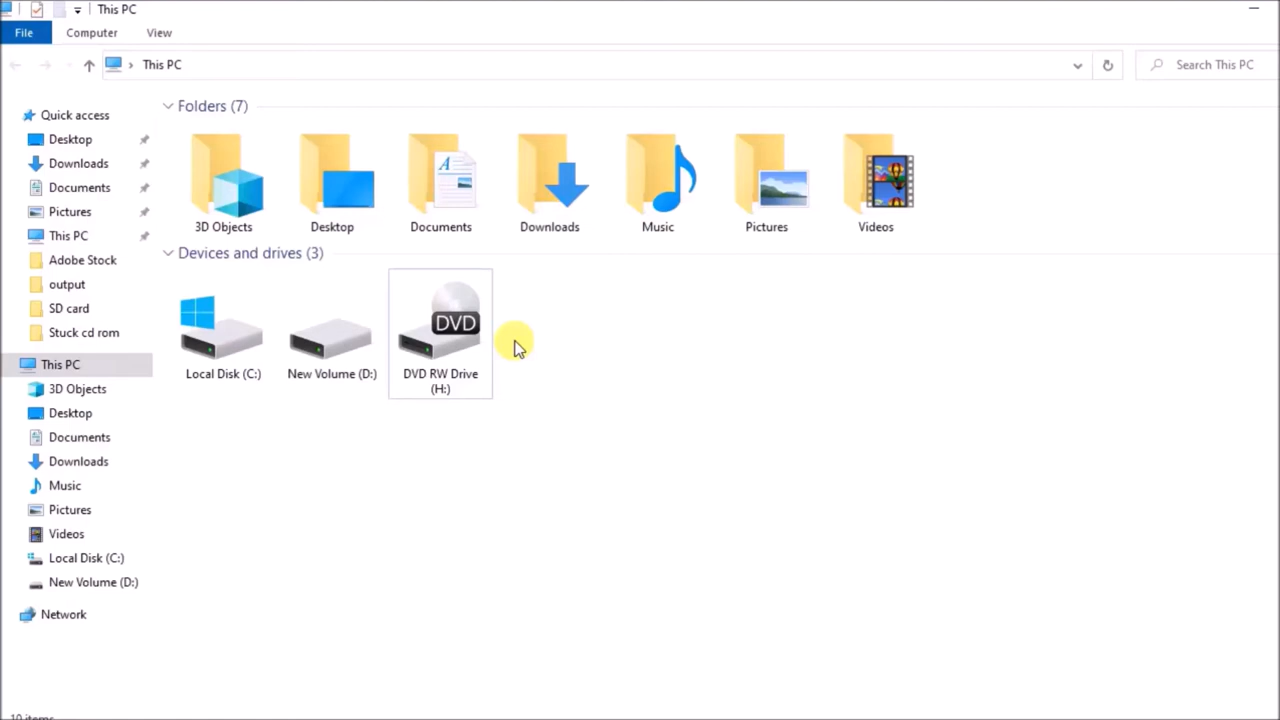 This PC
File Computer View
This PC
Search This PC
Quick access
Desktop
Downloads
Documents
Pictures
This PC
Adobe Stock
output
SD card
Stuck cd rom
This PC
3D Objects
Desktop
Documents
Downloads
Music
Pictures
Videos
Local Disk (C:)
New Volume (D:)
Network
Folders (7)
3D Objects Desktop Documents Downloads Music Pictures Videos
Devices and drives (3)
A
DVD
Local Disk (C:) New Volume (D:) DVD RW Drive
(H:)
10 items